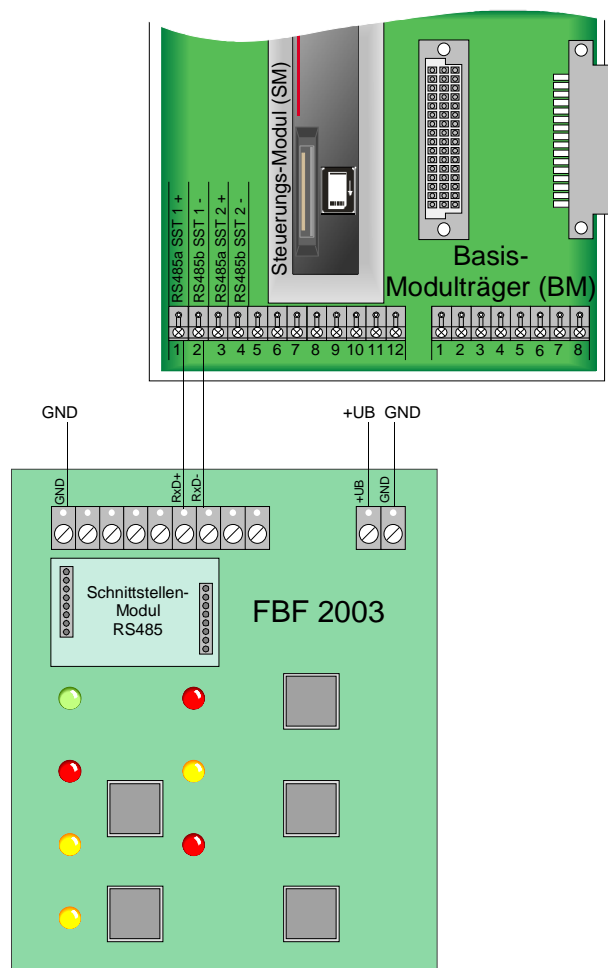 Steuerungs-Modul (SM)
RS485a SST 1 +
RS485b SST 1 -
RS485a SST 2 +
RS485b SST 2 -
Basis-
Modulträger (BM)
1 2 3 4 5 6 7 8 9 10 11 12
1 2 3 4 5 6 7 8
GND
+UB GND
GND
RxD+
RxD-
+UB
GND
Schnittstellen-
Modul
RS485
FBF 2003